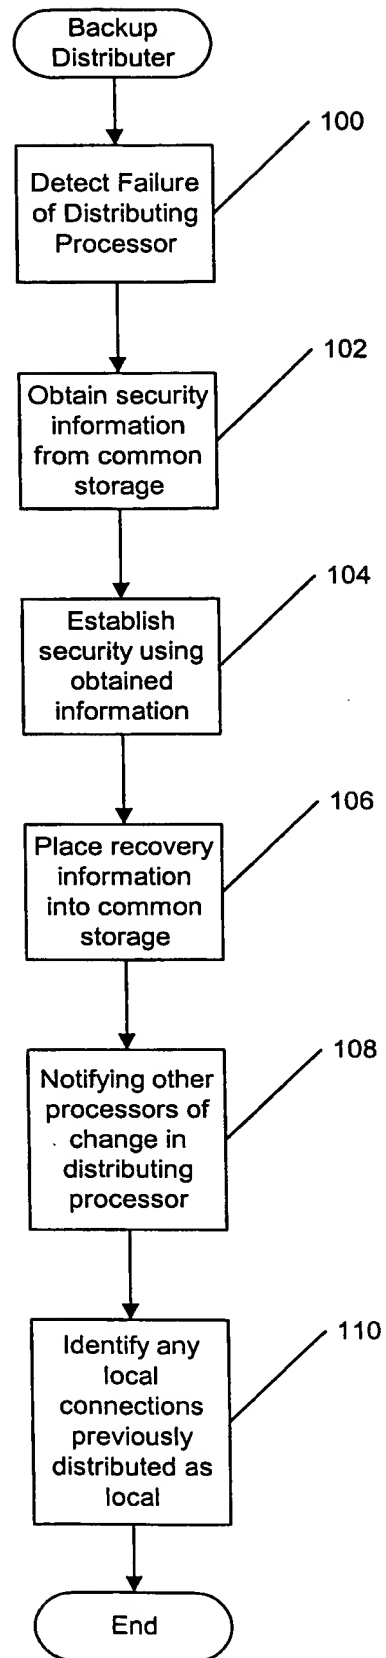 Backup
Distributer
100
Detect Failure
of Distributing
Processor
102
Obtain security
information
from common
storage
104
Establish
security using
obtained
information
106
Place recovery
information
into common
storage
108
Notifying other
processors of
change in
distributing
processor
110
Identify any
local
connections
previously
distributed as
local
End